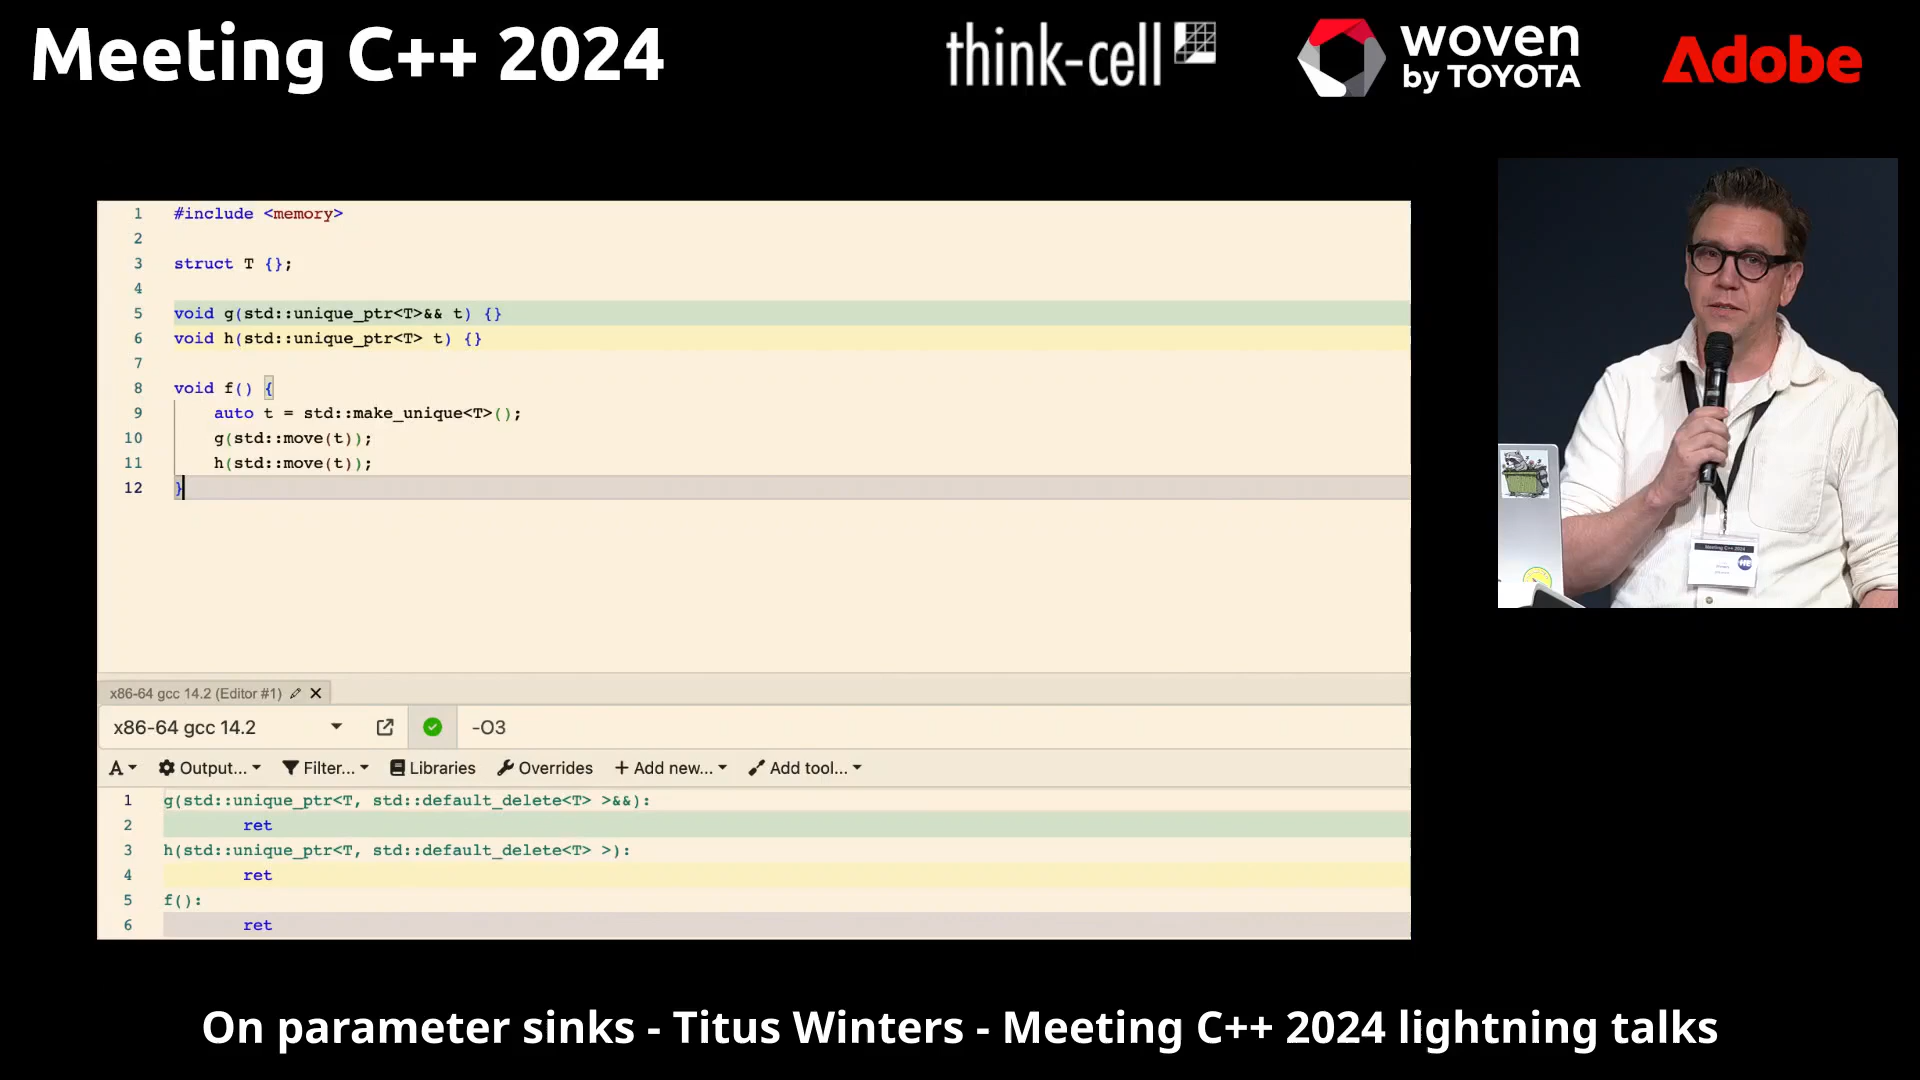 Meeting C++ 2024
think-cell
woven
by TOYOTA
Adobe
1 #include <memory>
2
3 struct T {};
4
5 void g(std::unique_ptr<T>&& t) {}
6 void h(std::unique_ptr<T> t) {}
7
8 void f() {
9 auto t = std::make_unique<T>();
10 g(std::move(t));
11 h(std::move(t));
12 }
x86-64 gcc 14.2 (Editor #1)
x86-64 gcc 14.2 -O3
A Output... Filter... Libraries Overrides + Add new... Add tool...
1 g(std::unique_ptr<T, std::default_delete<T> >&&):
2 ret
3 h(std::unique_ptr<T, std::default_delete<T> >):
4 ret
5 f():
6 ret
Meeting C++ 2024
On parameter sinks - Titus Winters - Meeting C++ 2024 lightning talks